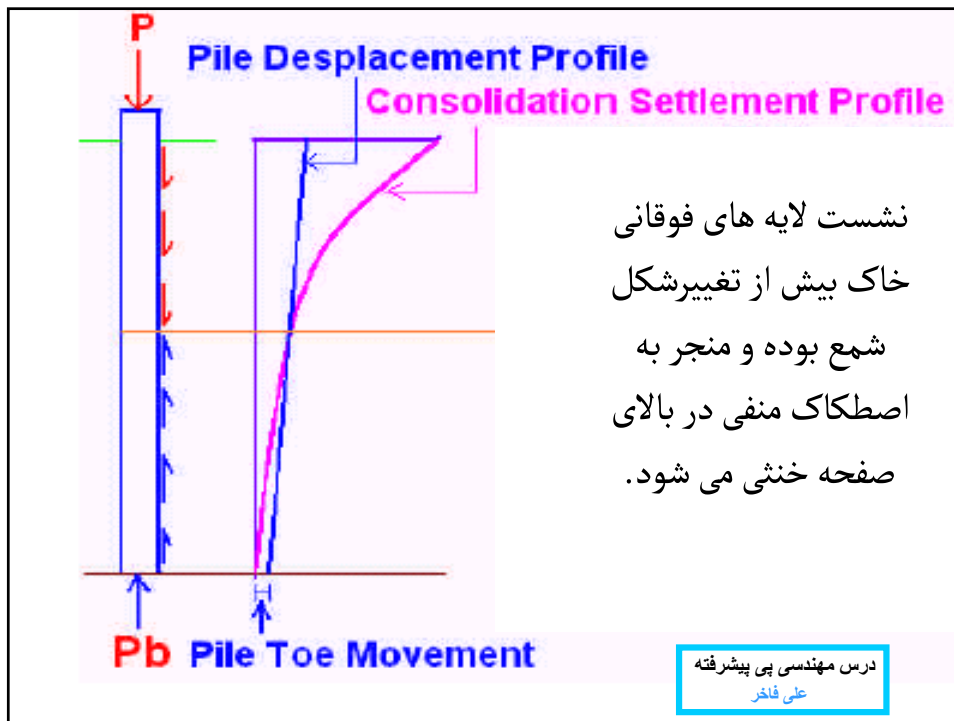 P
Pile Desplacement Profile
Consolidation Settlement Profile
نشست لایه های فوقانی
خاک بیش از تغییرشکل
شمع بوده و منجر به
اصطکاک منفی در بالای
صفحه خنثی می شود.
Pb
Pile Toe Movement
درس مهندسی پی پیشرفته
علی فاخر